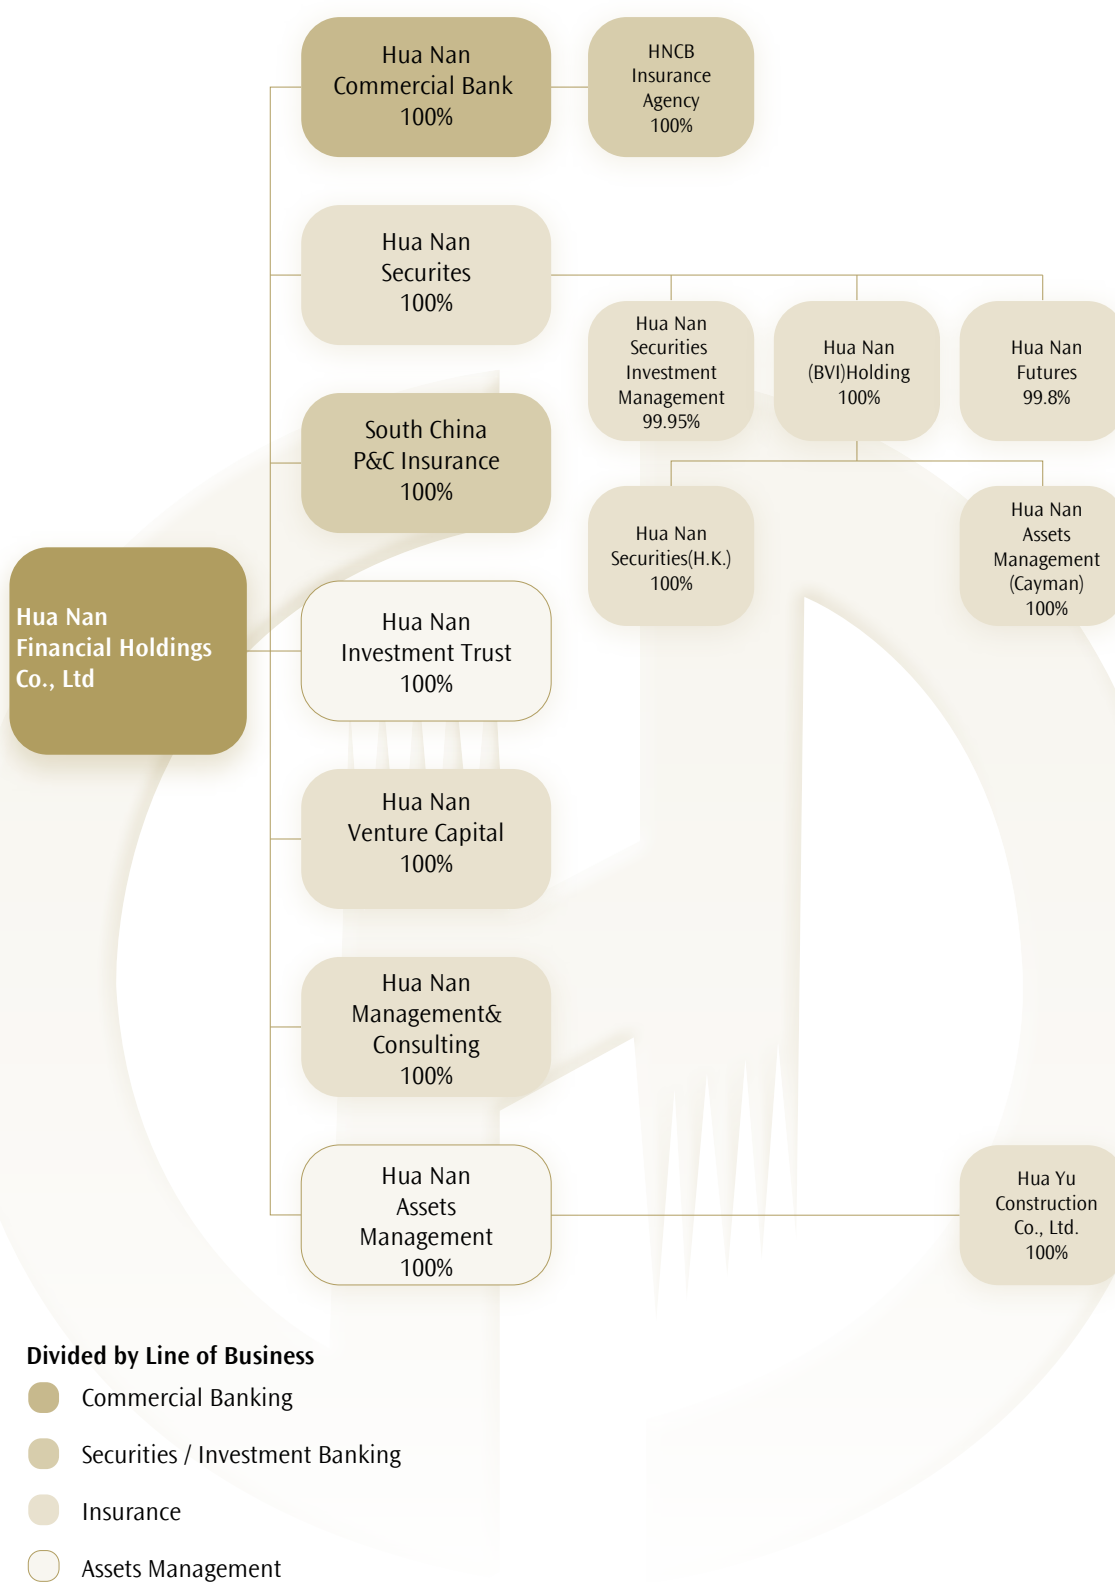 Hua Nan
Commercial Bank
100%
HNCB
Insurance
Agency
100%
Hua Nan
Securites
100%
Hua Nan
Securities
Investment
Management
99.95%
Hua Nan
(BVI)Holding
100%
Hua Nan
Futures
99.8%
South China
P&C Insurance
100%
Hua Nan
Securities(H.K.)
100%
Hua Nan
Assets
Management
(Cayman)
100%
Hua Nan
Financial Holdings
Co., Ltd
Hua Nan
Investment Trust
100%
Hua Nan
Venture Capital
100%
Hua Nan
Management&
Consulting
100%
Hua Nan
Assets
Management
100%
Hua Yu
Construction
Co., Ltd.
100%
Divided by Line of Business
Commercial Banking
Securities / Investment Banking
Insurance
Assets Management